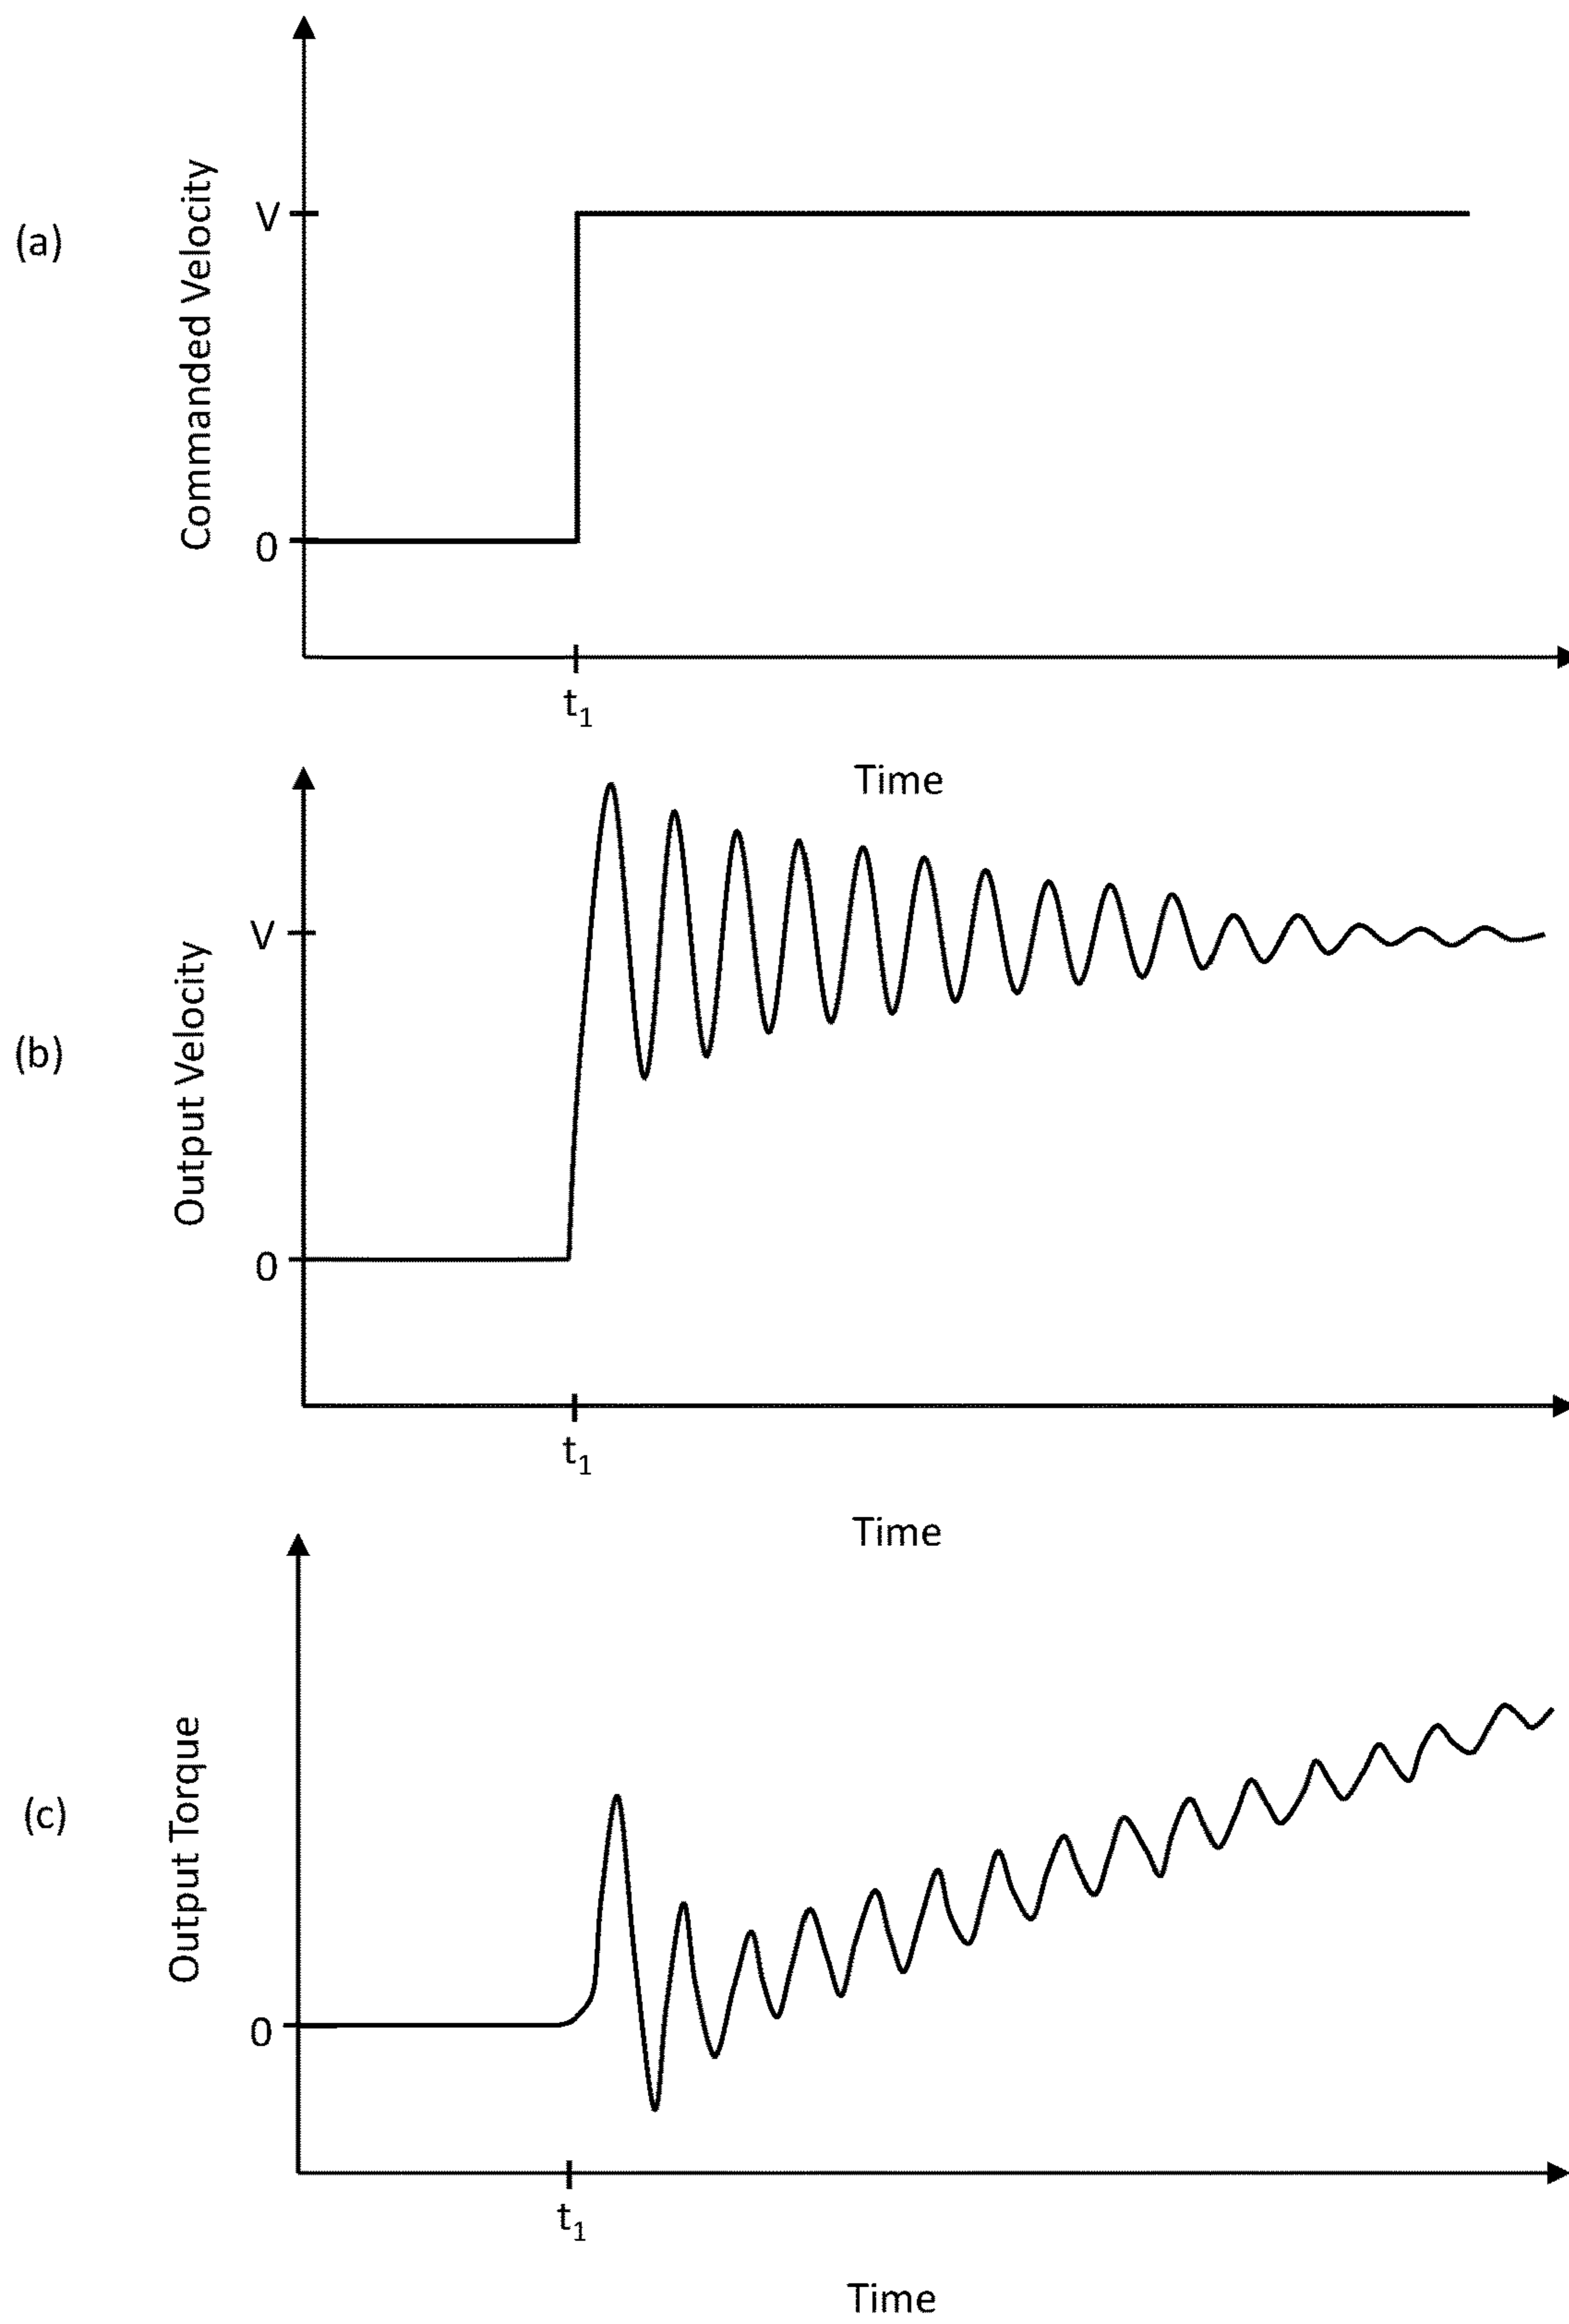 (a)
Commanded Velocity
V
0
t₁
Time
(b)
Output Velocity
V
0
t₁
Time
(c)
Output Torque
0
t₁
Time